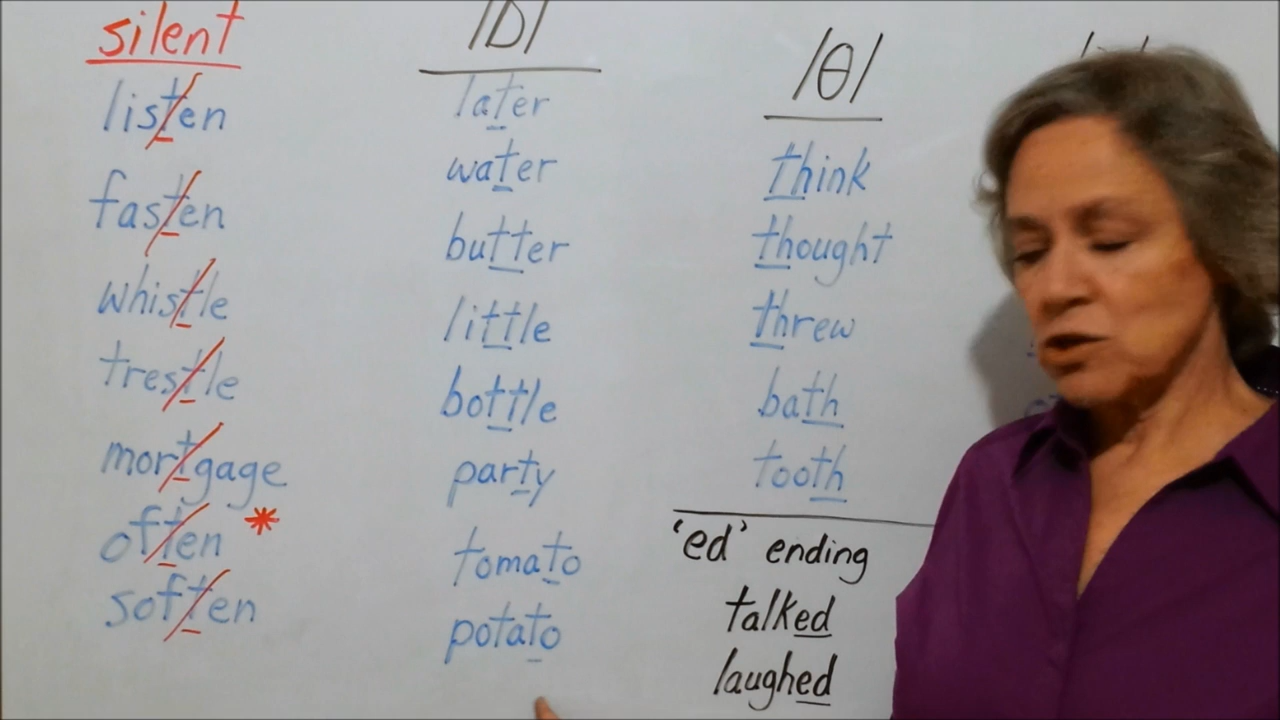 silent
listen
fasten
whistle
trestle
mortgage
often *
soften
/D/
later
water
butter
little
bottle
party
tomato
potato
/θ/
think
thought
threw
bath
tooth
'ed' ending
talked
laughed